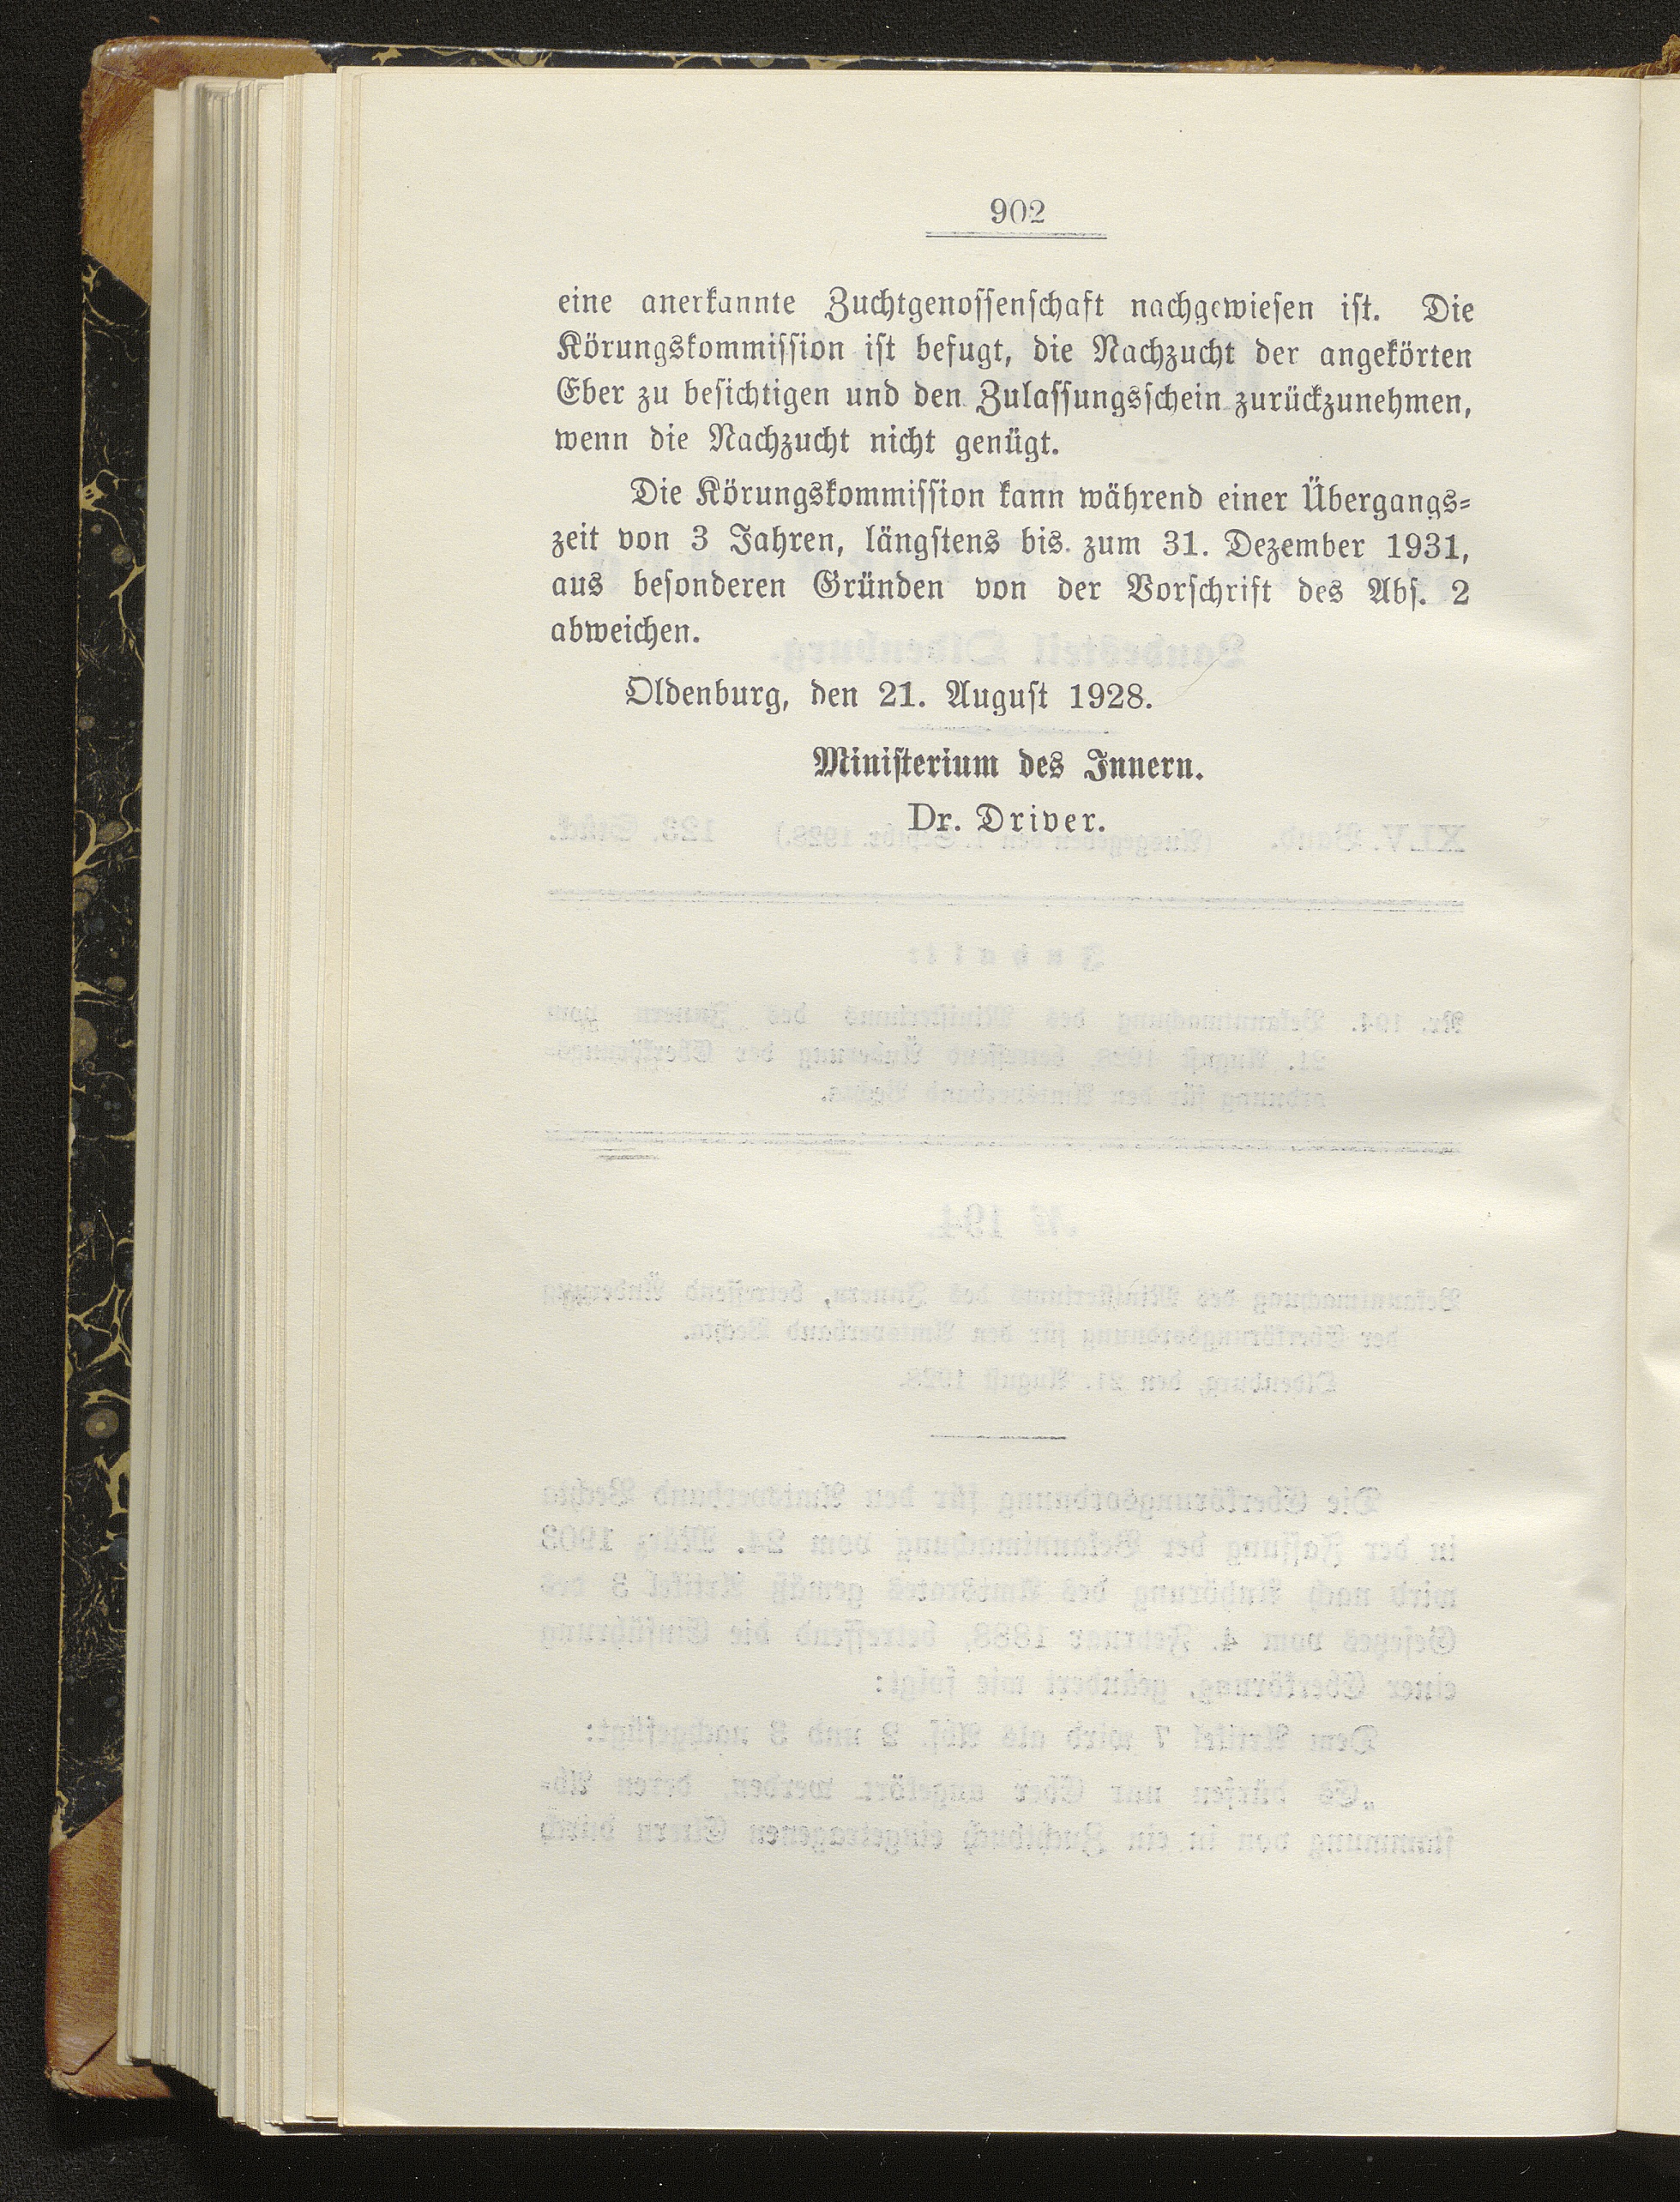 902
eine anerkannte Zuchtgenossenschaft nachgewiesen ist. Die
Körungskommission ist befugt, die Nachzucht der angekörten
Eber zu besichtigen und den Zulassungsschein zurückzunehmen,
wenn die Nachzucht nicht genügt.
Die Körungskommission kann während einer Übergangs-
zeit von 3 Jahren, längstens bis zum 31. Dezember 1931,
aus besonderen Gründen von der Vorschrift des Abs. 2
abweichen.
Oldenburg, den 21. August 1928.
Ministerium des Innern.
Dr. Driver.